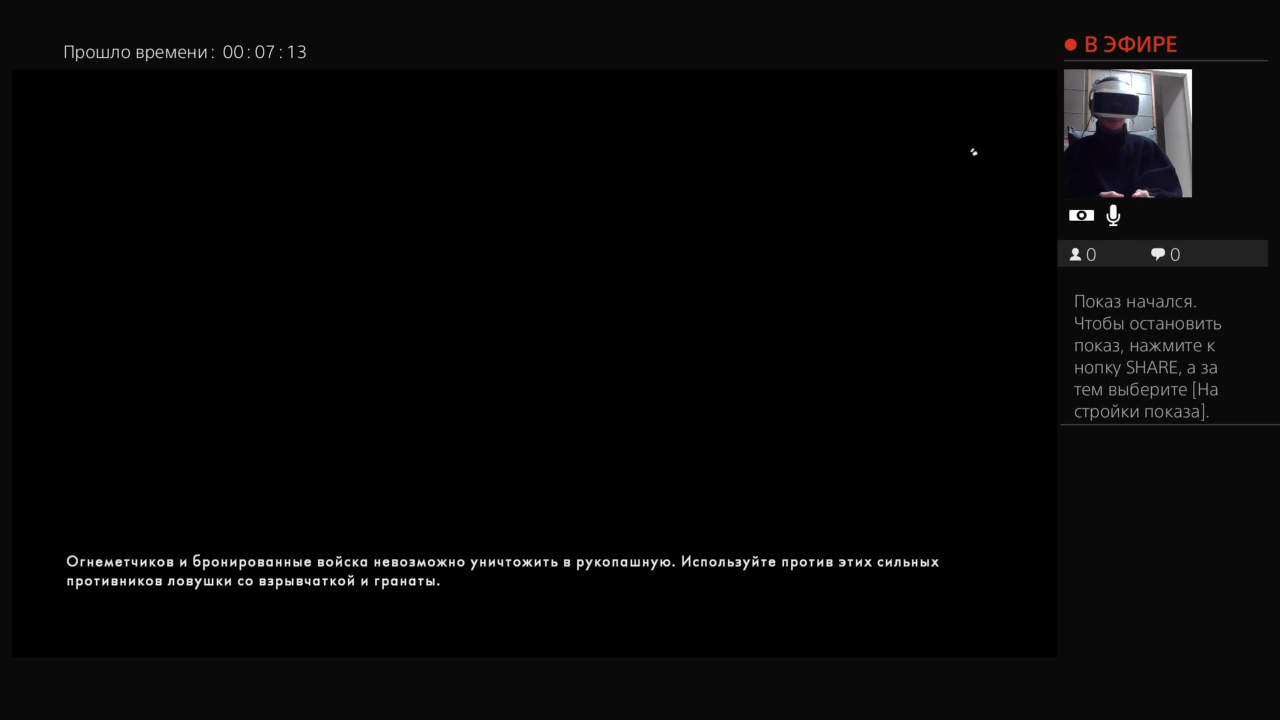 Прошло времени: 00:07:13
В ЭФИРЕ
0 0
Показ начался.
Чтобы остановить
показ, нажмите к
нопку SHARE, а за
тем выберите [На
стройки показа].
Огнеметчиков и бронированные войска невозможно уничтожить в рукопашную. Используйте против этих сильных
противников ловушки со взрывчаткой и гранаты.